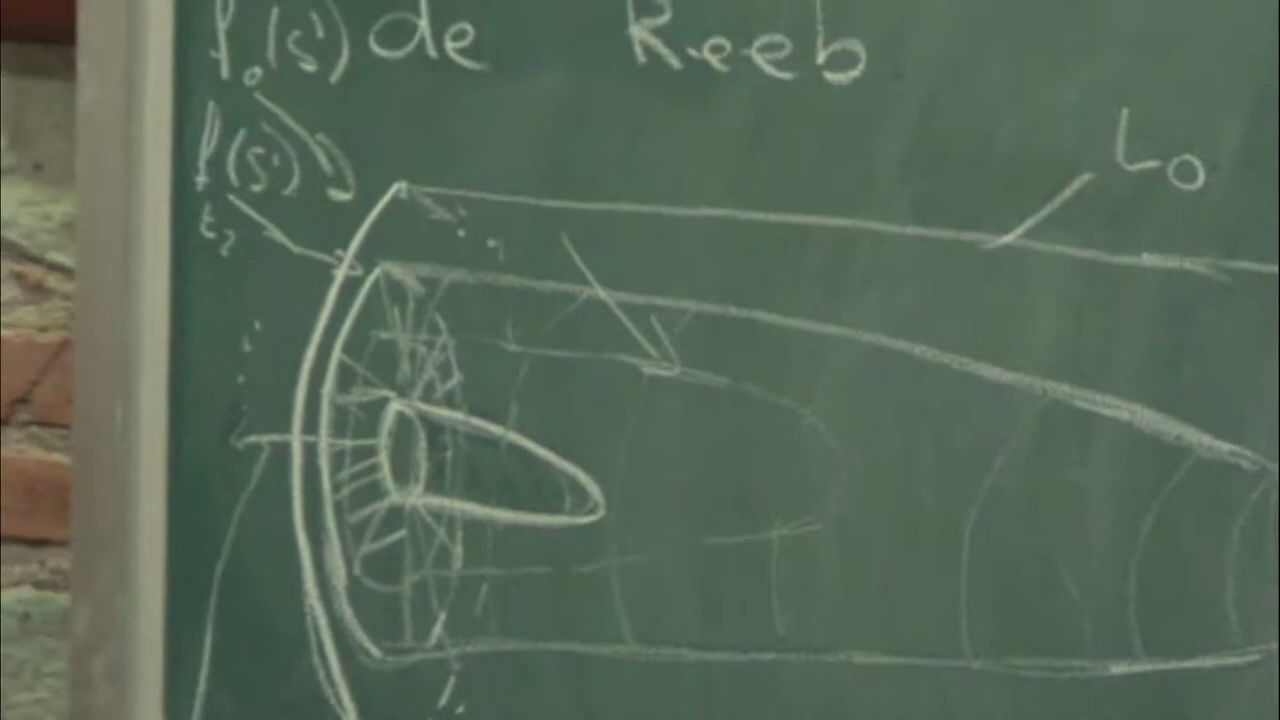 f₀(S¹) de Reeb
L₀
f(S¹)
t₂